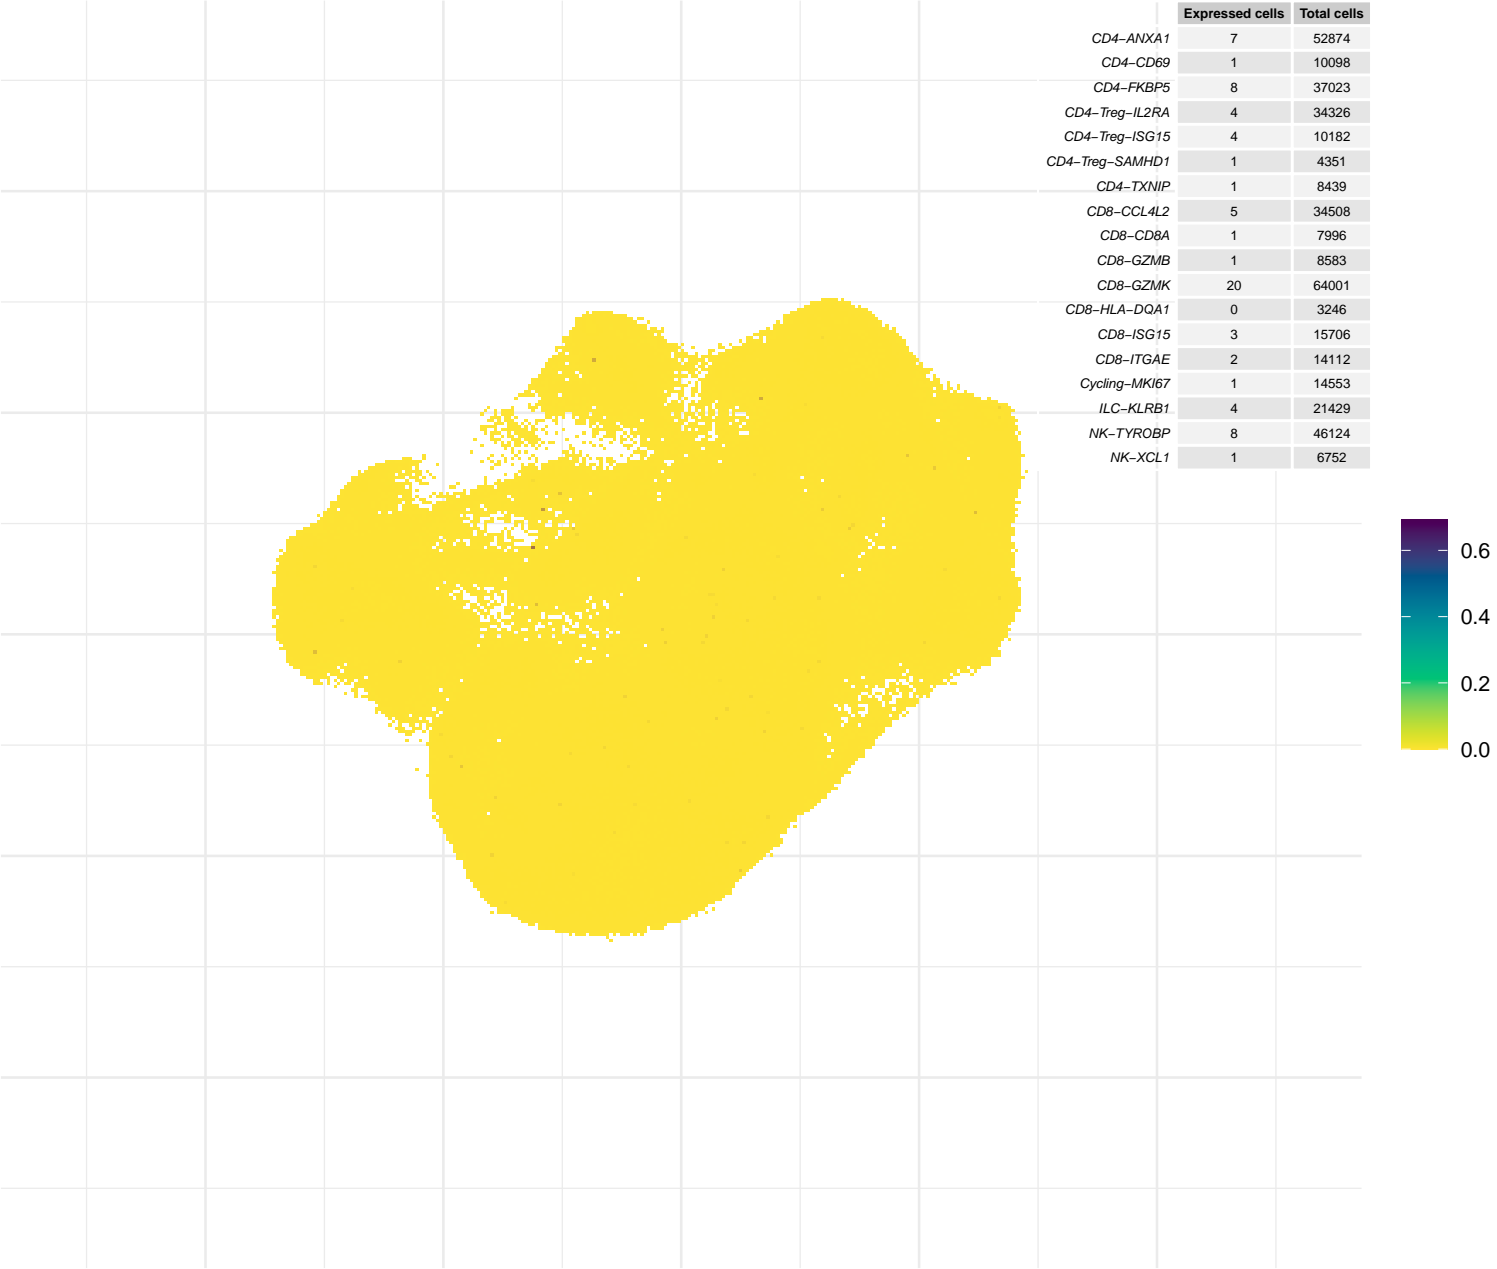 Expressed cells Total cells
CD4−ANXA1 7 52874
CD4−CD69 1 10098
CD4−FKBP5 8 37023
CD4−Treg−IL2RA 4 34326
CD4−Treg−ISG15 4 10182
CD4−Treg−SAMHD1 1 4351
CD4−TXNIP 1 8439
CD8−CCL4L2 5 34508
CD8−CD8A 1 7996
CD8−GZMB 1 8583
CD8−GZMK 20 64001
CD8−HLA−DQA1 0 3246
CD8−ISG15 3 15706
CD8−ITGAE 2 14112
Cycling−MKI67 1 14553
ILC−KLRB1 4 21429
NK−TYROBP 8 46124
NK−XCL1 1 6752
0.6
0.4
0.2
0.0